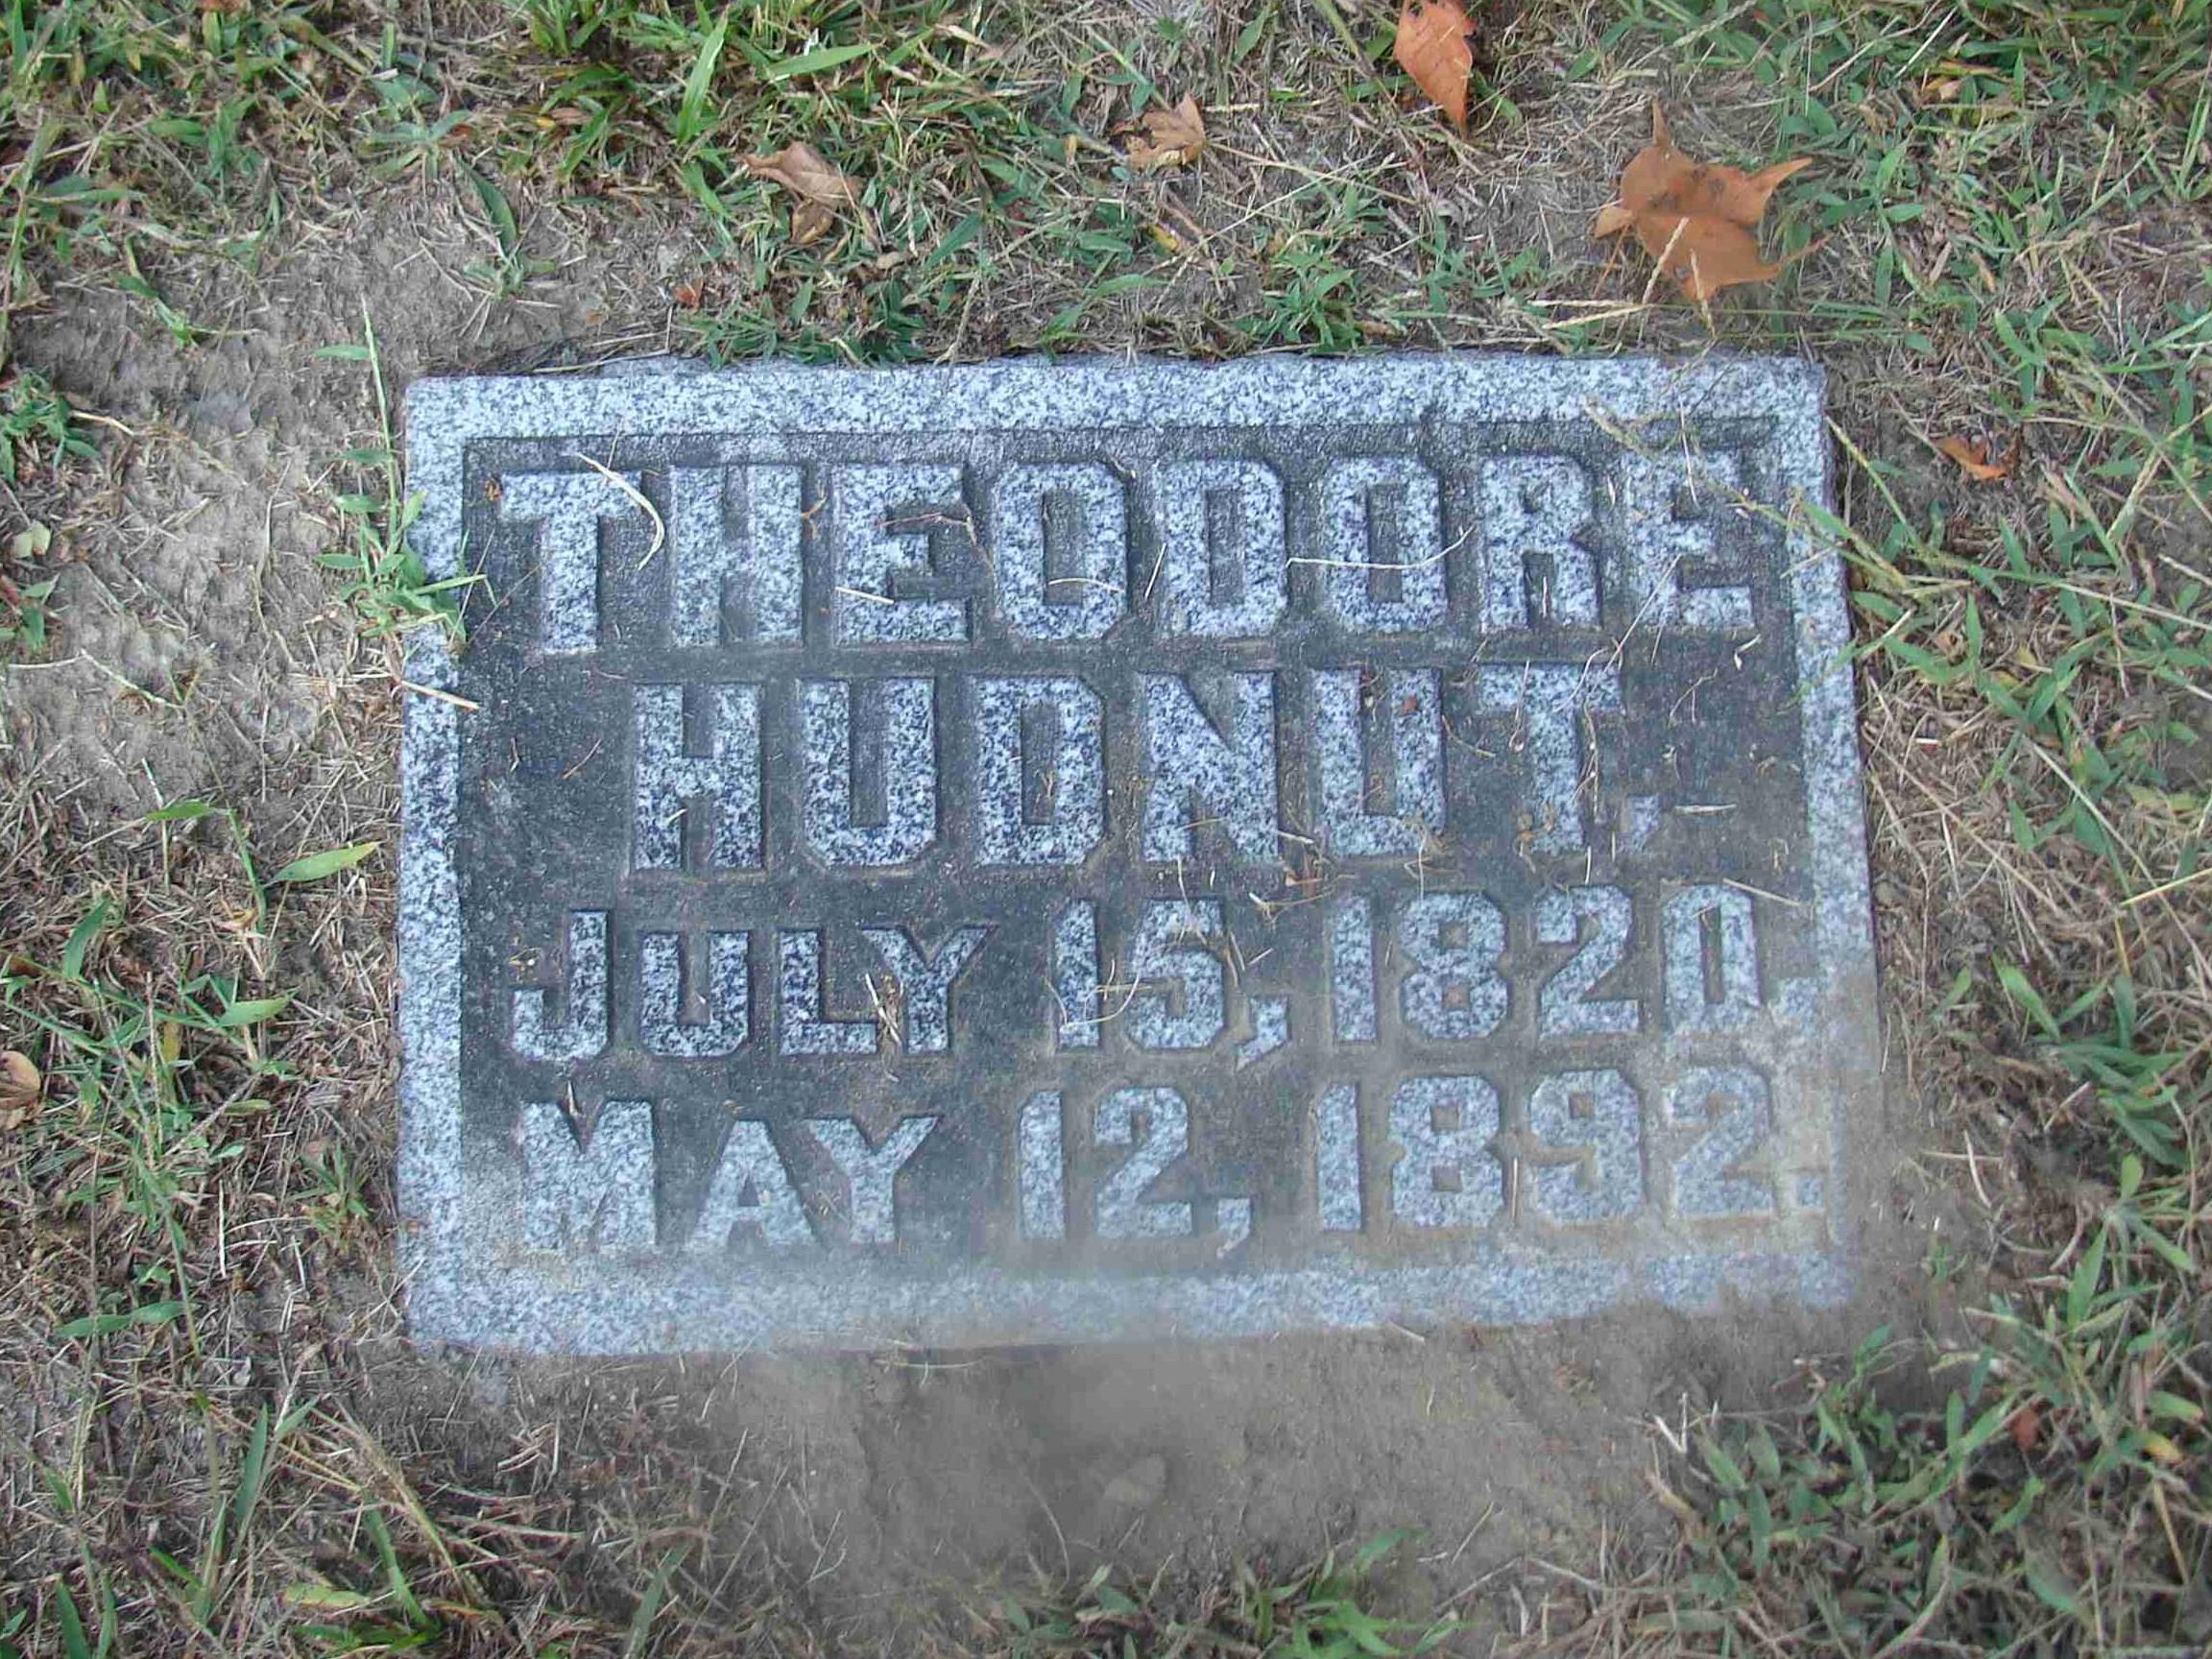 THEODORE
HUDNUT,
JULY 15, 1820.
MAY 12, 1892.